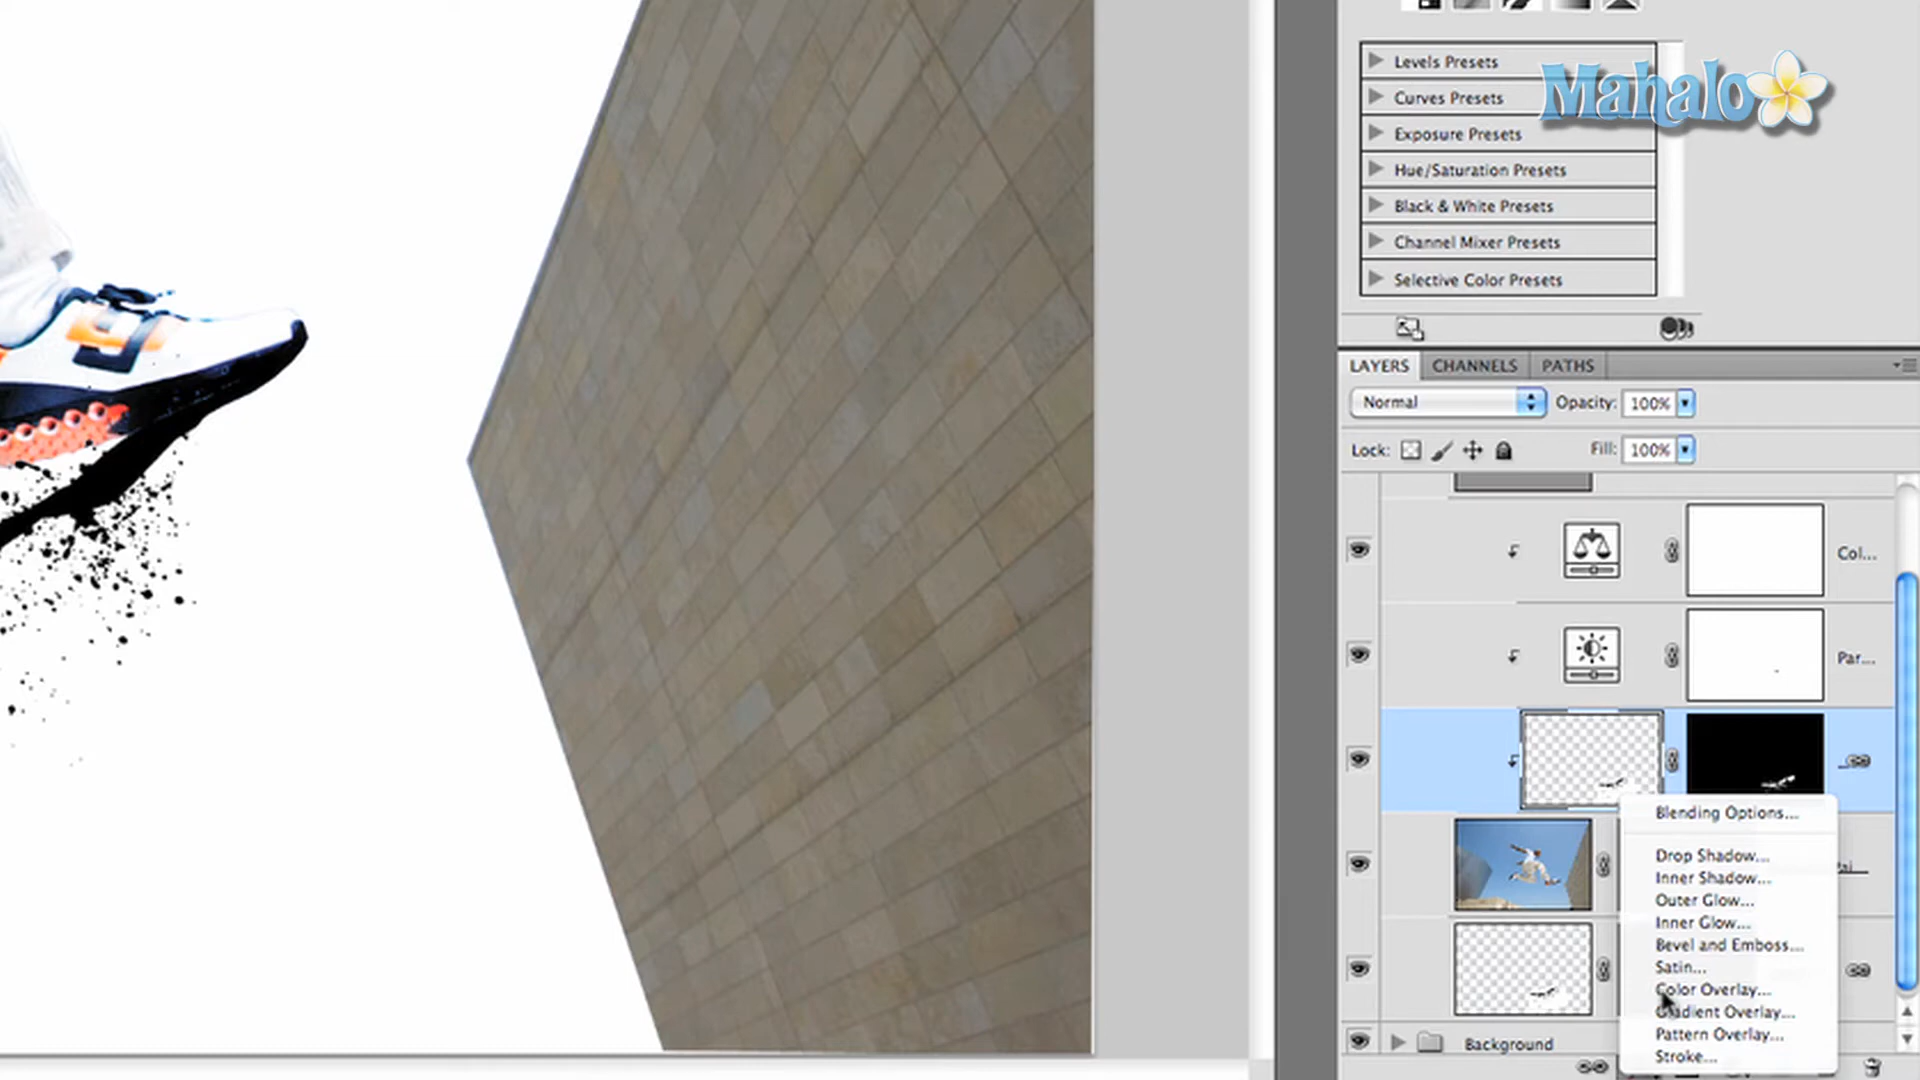 Levels Presets
Mahalo
Curves Presets
Exposure Presets
Hue/Saturation Presets
Black & White Presets
Channel Mixer Presets
Selective Color Presets
LAYERS CHANNELS PATHS
Normal Opacity: 100%
Lock: Fill: 100%
Col...
Par...
Blending Options...
Drop Shadow...
Inner Shadow...
Outer Glow...
Inner Glow...
Bevel and Emboss...
Satin...
Color Overlay...
Gradient Overlay...
Pattern Overlay...
Background
Stroke...